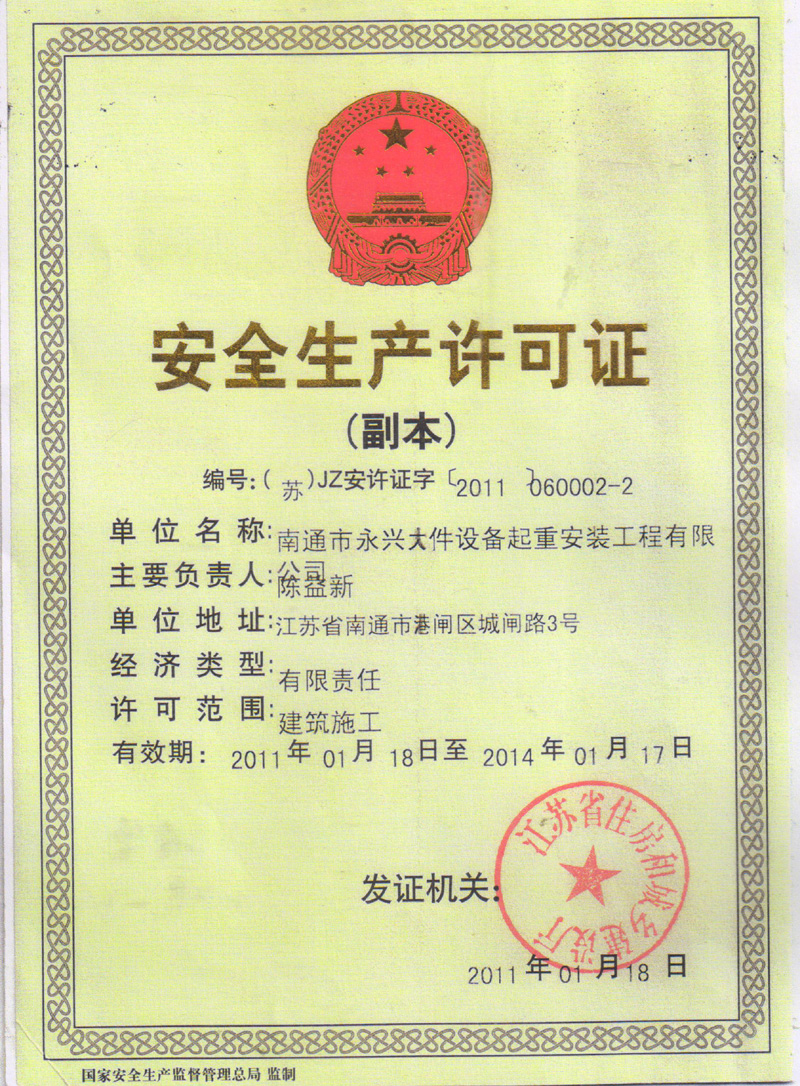 安全生产许可证
(副本)
编号:(苏)JZ安许证字〔2011〕060002-2
单位名称:南通市永兴大件设备起重安装工程有限
公司
主要负责人:陈益新
单位地址:江苏省南通市港闸区城闸路3号
经济类型:有限责任
许可范围:建筑施工
有效期:2011年01月18日至2014年01月17日
江苏省住房和城乡建设厅
发证机关:
2011年01月18日
国家安全生产监督管理总局 监制